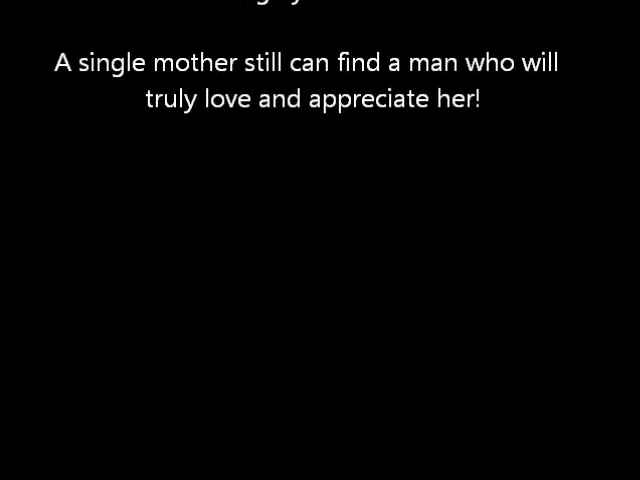 A single mother still can find a man who will
truly love and appreciate her!